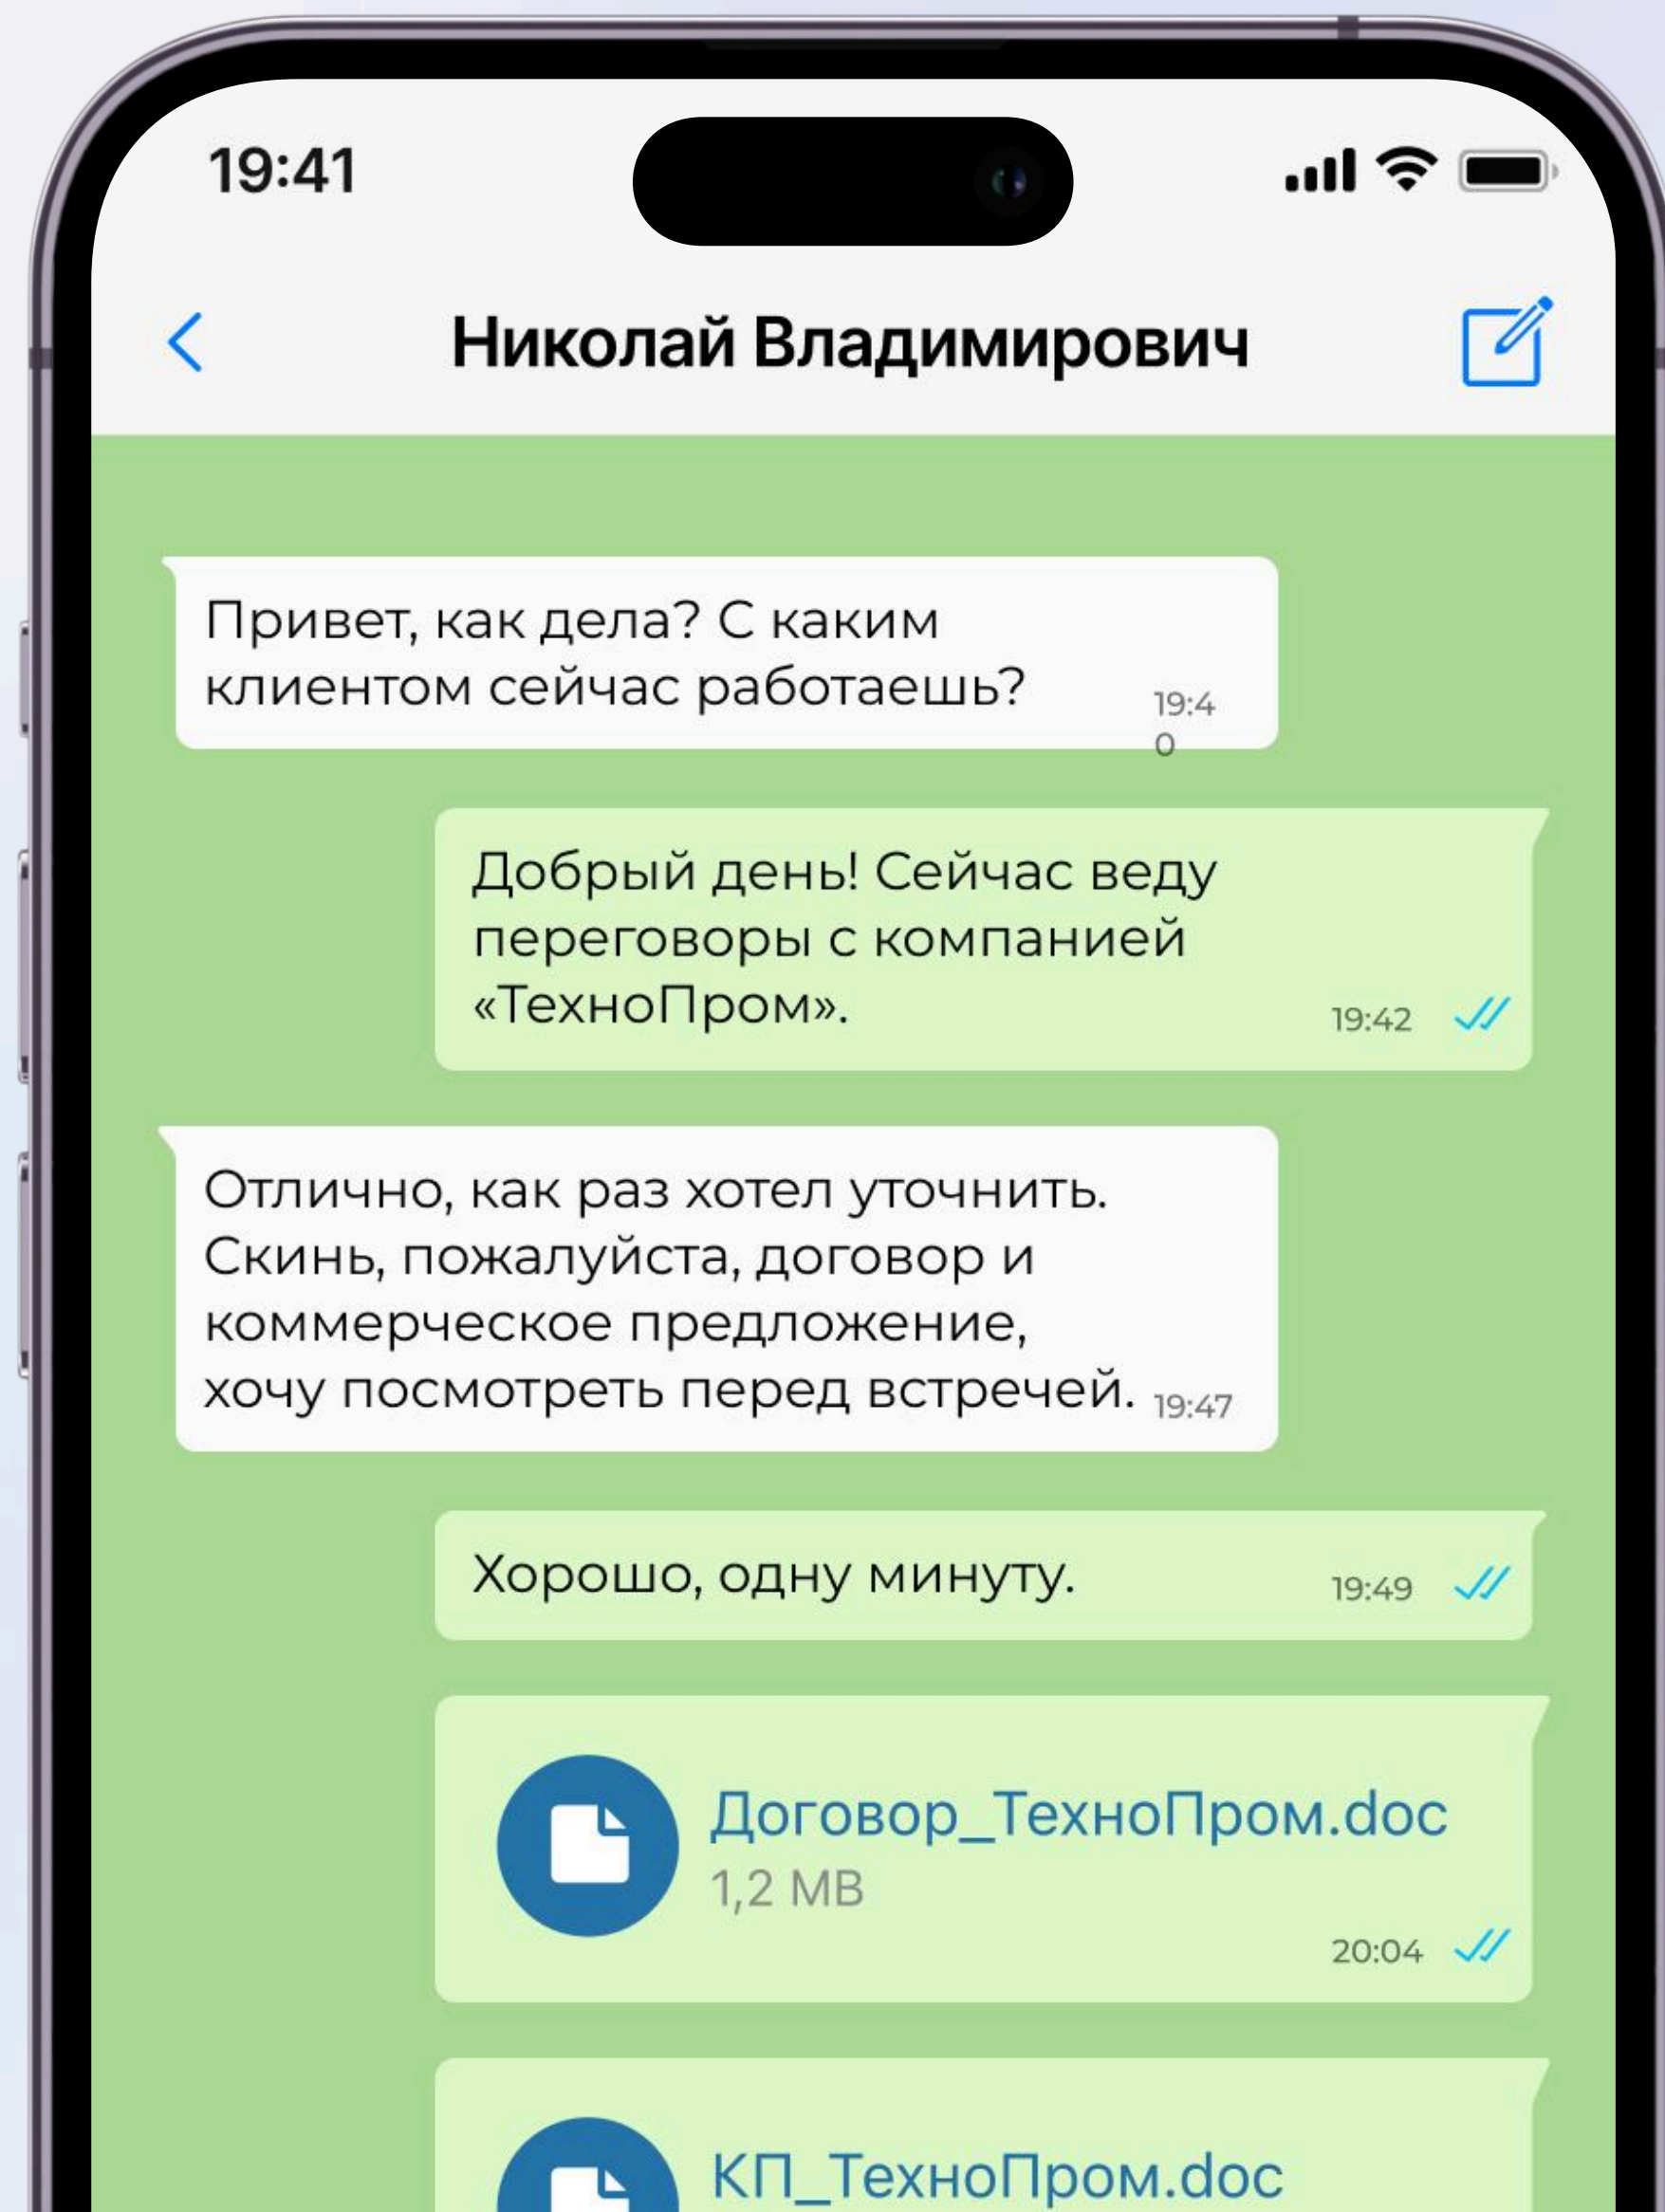 19:41
Николай Владимирович
Привет, как дела? С каким
клиентом сейчас работаешь?
19:4
0
Добрый день! Сейчас веду
переговоры с компанией
«ТехноПром».
19:42
Отлично, как раз хотел уточнить.
Скинь, пожалуйста, договор и
коммерческое предложение,
хочу посмотреть перед встречей.
19:47
Хорошо, одну минуту.
19:49
Договор_ТехноПром.doc
1,2 MB
20:04
КП_ТехноПром.doc